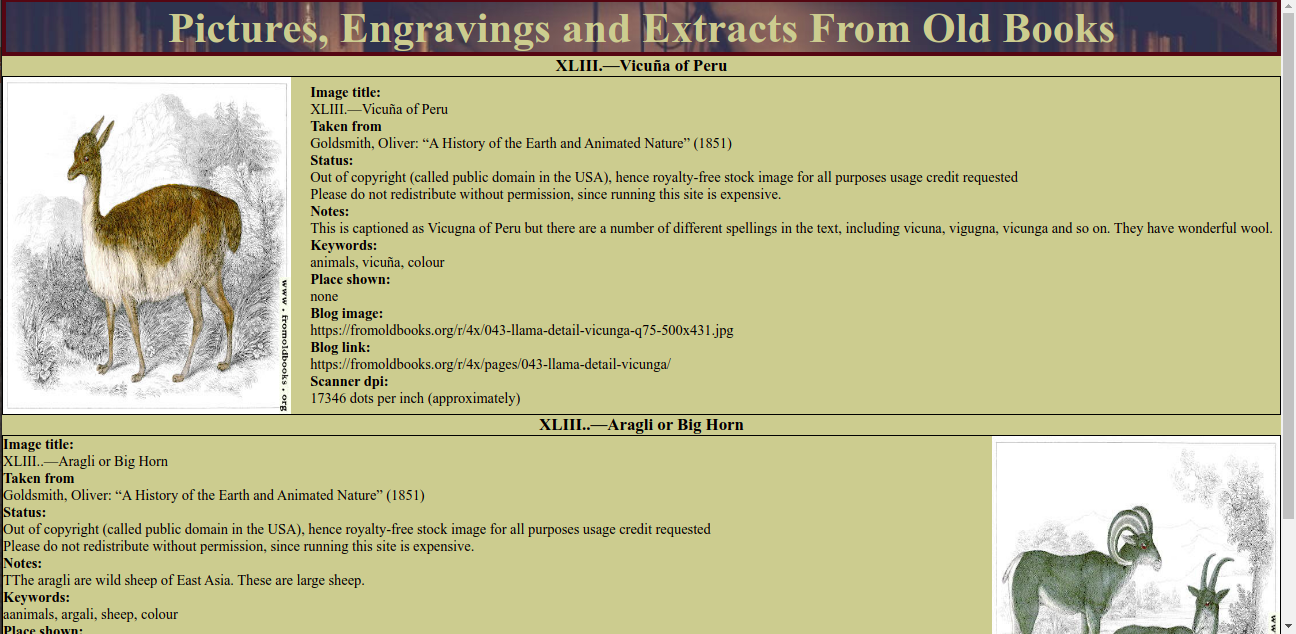 Pictures, Engravings and Extracts From Old Books
XLIII.—Vicuña of Peru
www.fromoldbooks.org
Image title:
XLIII.—Vicuña of Peru
Taken from
Goldsmith, Oliver: “A History of the Earth and Animated Nature” (1851)
Status:
Out of copyright (called public domain in the USA), hence royalty-free stock image for all purposes usage credit requested
Please do not redistribute without permission, since running this site is expensive.
Notes:
This is captioned as Vicugna of Peru but there are a number of different spellings in the text, including vicuna, vigugna, vicunga and so on. They have wonderful wool.
Keywords:
animals, vicuña, colour
Place shown:
none
Blog image:
https://fromoldbooks.org/r/4x/043-llama-detail-vicunga-q75-500x431.jpg
Blog link:
https://fromoldbooks.org/r/4x/pages/043-llama-detail-vicunga/
Scanner dpi:
17346 dots per inch (approximately)
XLIII..—Aragli or Big Horn
Image title:
XLIII..—Aragli or Big Horn
Taken from
Goldsmith, Oliver: “A History of the Earth and Animated Nature” (1851)
Status:
Out of copyright (called public domain in the USA), hence royalty-free stock image for all purposes usage credit requested
Please do not redistribute without permission, since running this site is expensive.
Notes:
TThe aragli are wild sheep of East Asia. These are large sheep.
Keywords:
aanimals, argali, sheep, colour
Place shown: